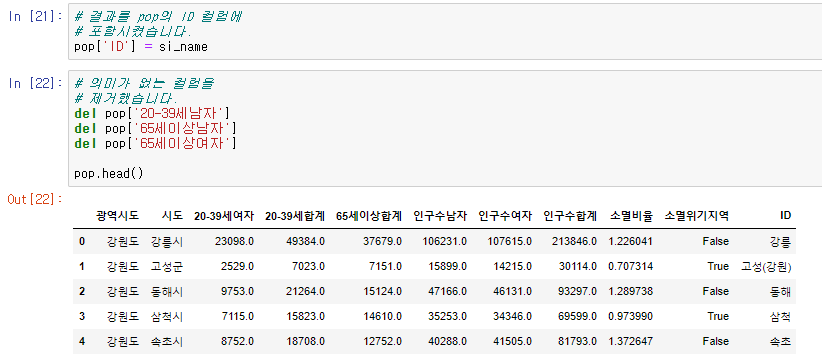 In [21]: # 결과를 pop의 ID 컬럼에
# 포함시켰습니다.
pop['ID'] = si_name
In [22]: # 의미가 없는 컬럼을
# 제거했습니다.
del pop['20-39세남자']
del pop['65세이상남자']
del pop['65세이상여자']
pop.head()
Out[22]:
광역시도 시도 20-39세여자 20-39세합계 65세이상합계 인구수남자 인구수여자 인구수합계 소멸비율 소멸위기지역 ID
0 강원도 강릉시 23098.0 49384.0 37679.0 106231.0 107615.0 213846.0 1.226041 False 강릉
1 강원도 고성군 2529.0 7023.0 7151.0 15899.0 14215.0 30114.0 0.707314 True 고성(강원)
2 강원도 동해시 9753.0 21264.0 15124.0 47166.0 46131.0 93297.0 1.289738 False 동해
3 강원도 삼척시 7115.0 15823.0 14610.0 35253.0 34346.0 69599.0 0.973990 True 삼척
4 강원도 속초시 8752.0 18708.0 12752.0 40288.0 41505.0 81793.0 1.372647 False 속초